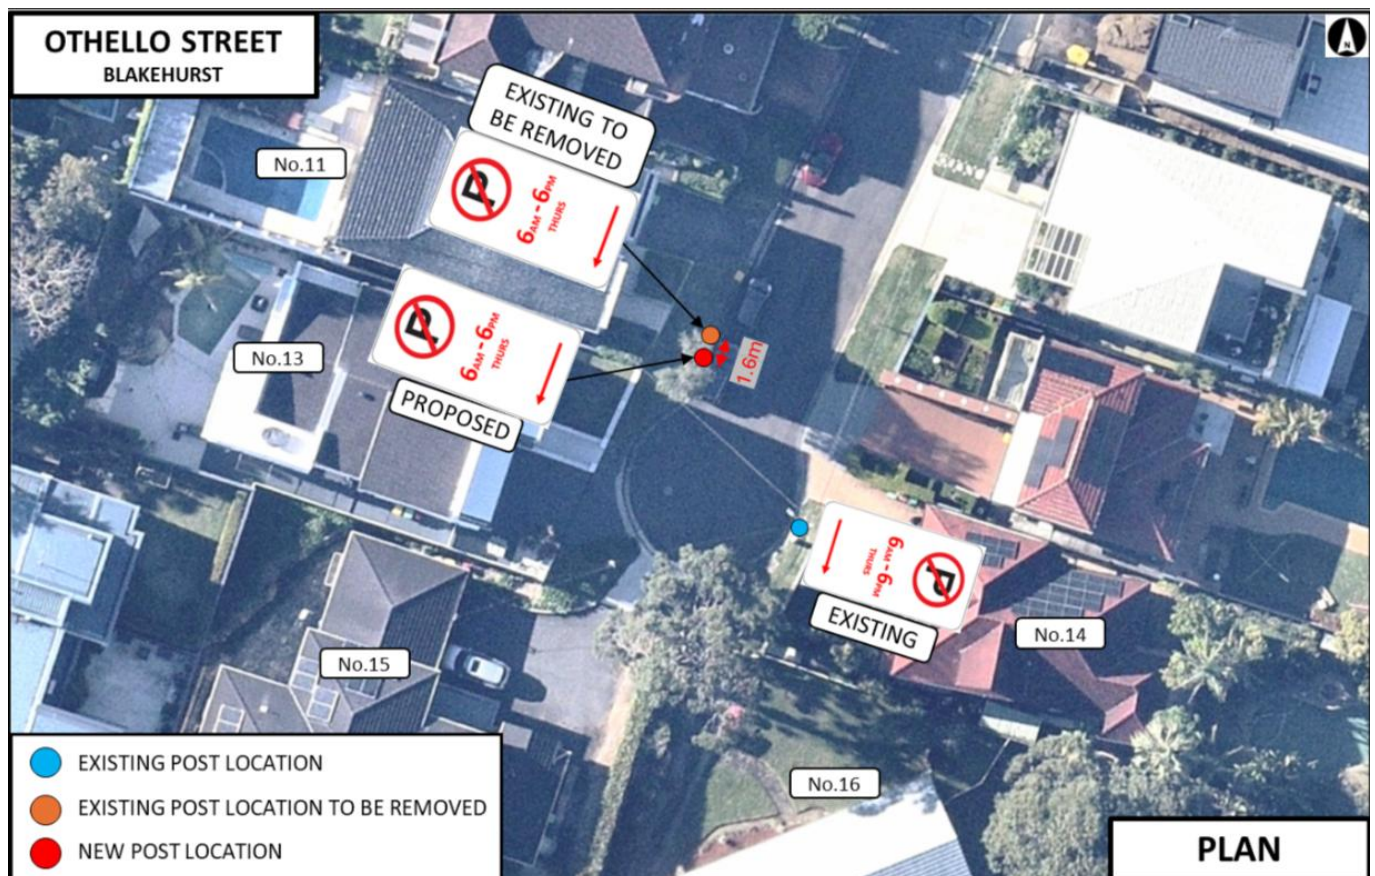 OTHELLO STREET
BLAKEHURST
N
EXISTING TO
BE REMOVED
No.11
P
6AM - 6PM
THURS
No.13
P
6AM - 6PM
THURS
PROPOSED
1.6m
P
6AM - 6PM
THURS
EXISTING
No.14
No.15
No.16
EXISTING POST LOCATION
EXISTING POST LOCATION TO BE REMOVED
NEW POST LOCATION
PLAN